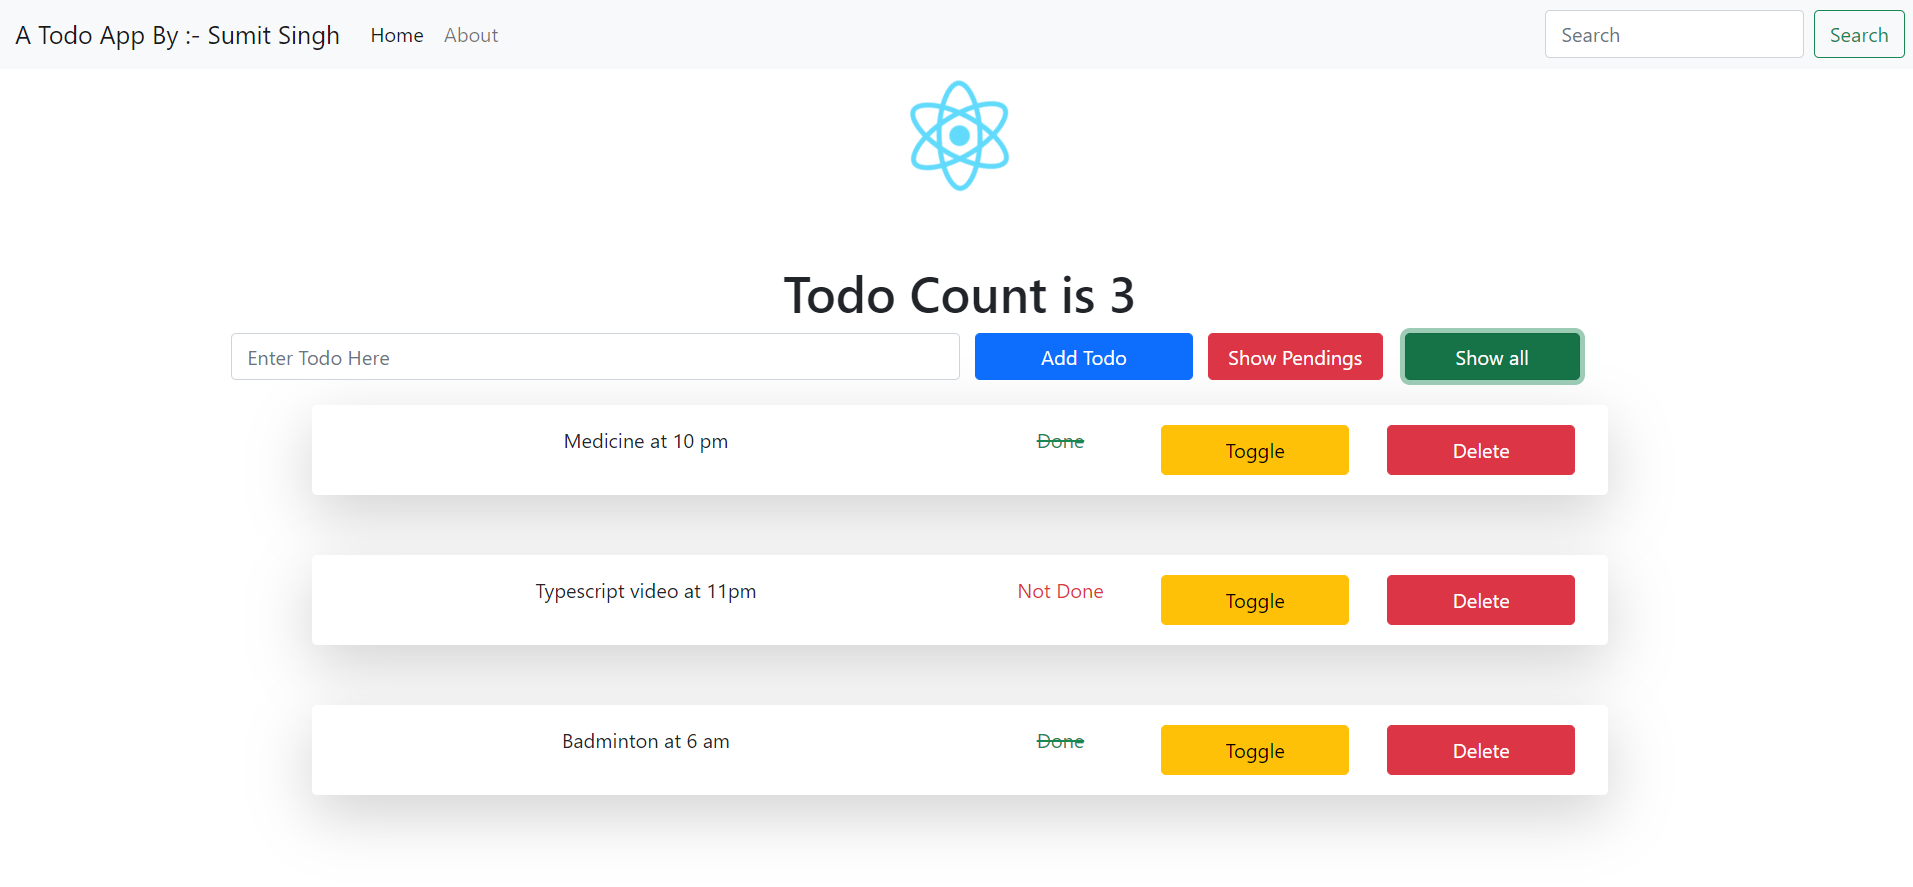 A Todo App By :- Sumit Singh Home About Search Search
Todo Count is 3
Enter Todo Here Add Todo Show Pendings Show all
Medicine at 10 pm Done Toggle Delete
Typescript video at 11pm Not Done Toggle Delete
Badminton at 6 am Done Toggle Delete